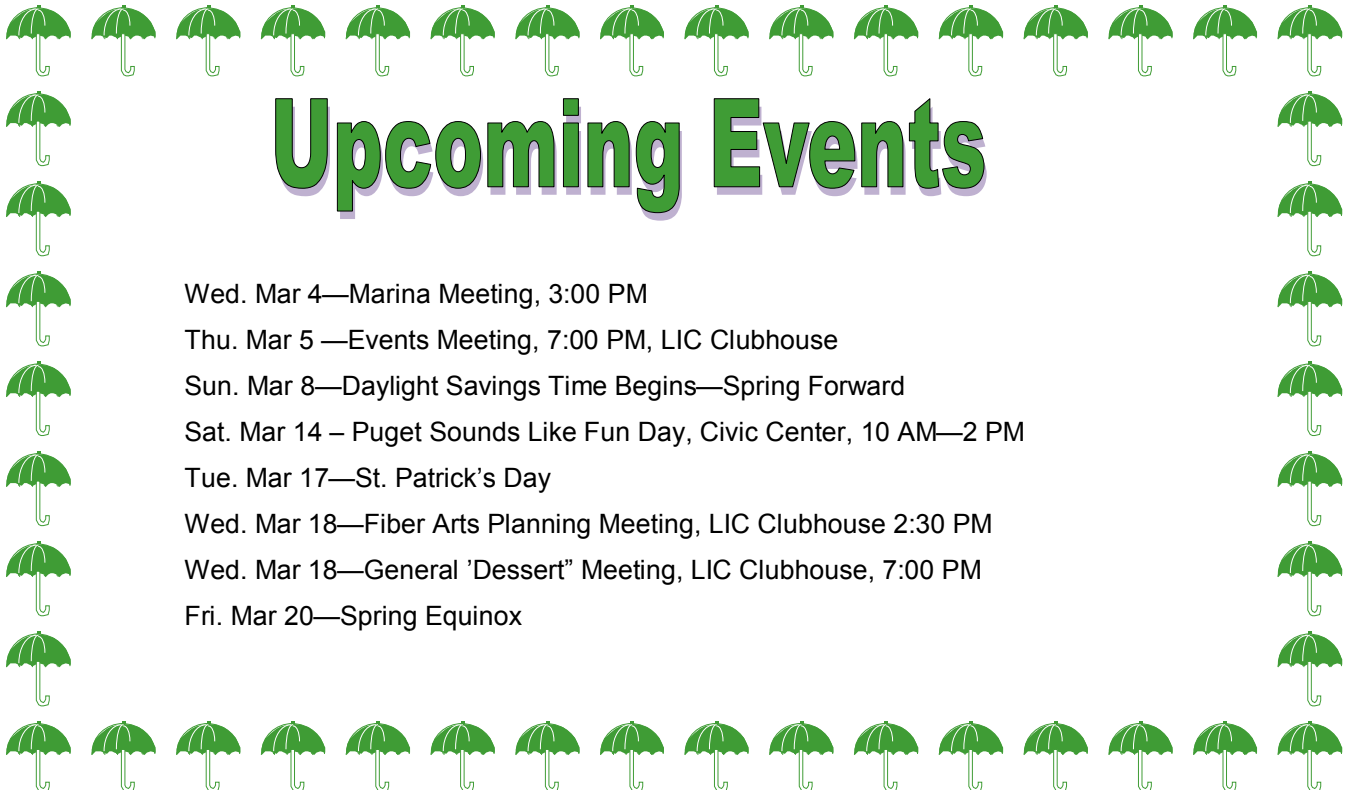 Upcoming Events
Wed. Mar 4—Marina Meeting, 3:00 PM
Thu. Mar 5 —Events Meeting, 7:00 PM, LIC Clubhouse
Sun. Mar 8—Daylight Savings Time Begins—Spring Forward
Sat. Mar 14 – Puget Sounds Like Fun Day, Civic Center, 10 AM—2 PM
Tue. Mar 17—St. Patrick’s Day
Wed. Mar 18—Fiber Arts Planning Meeting, LIC Clubhouse 2:30 PM
Wed. Mar 18—General ’Dessert” Meeting, LIC Clubhouse, 7:00 PM
Fri. Mar 20—Spring Equinox